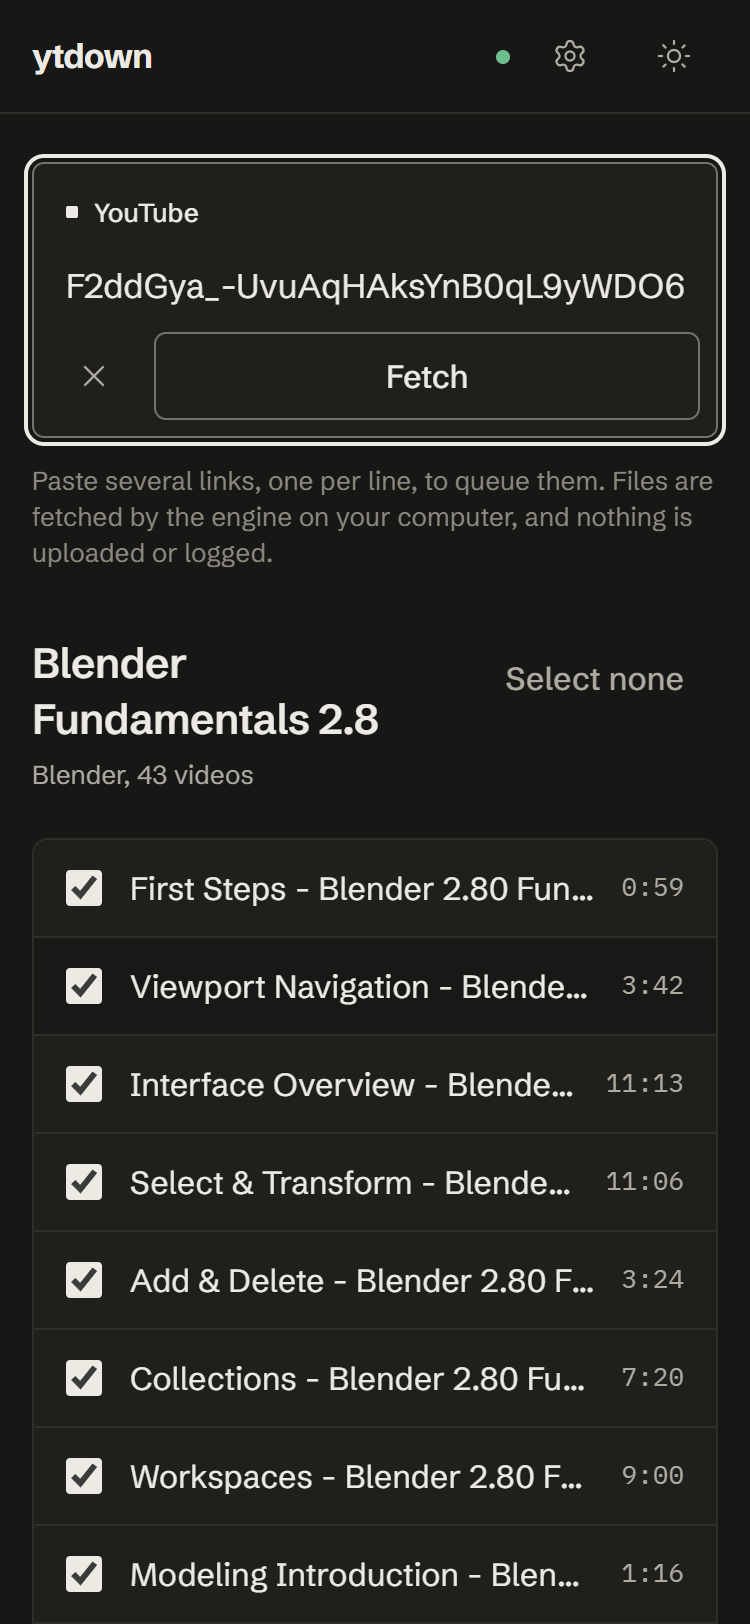 ytdown
YouTube
F2ddGya_-UvuAqHAksYnB0qL9yWDO6
Fetch
Paste several links, one per line, to queue them. Files are
fetched by the engine on your computer, and nothing is
uploaded or logged.
Blender
Fundamentals 2.8
Select none
Blender, 43 videos
First Steps - Blender 2.80 Fun... 0:59
Viewport Navigation - Blende... 3:42
Interface Overview - Blende... 11:13
Select & Transform - Blende... 11:06
Add & Delete - Blender 2.80 F... 3:24
Collections - Blender 2.80 Fu... 7:20
Workspaces - Blender 2.80 F... 9:00
Modeling Introduction - Blen... 1:16